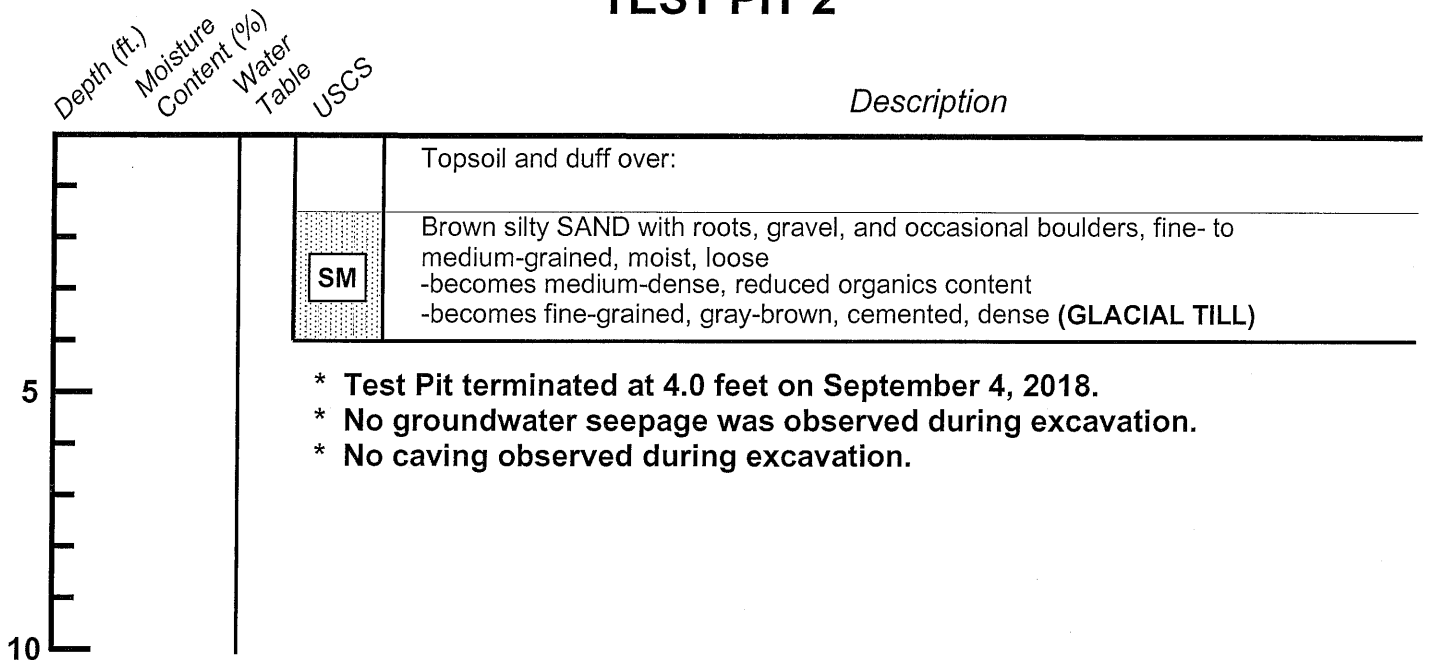 TEST PIT 2
Depth (ft.)
Moisture
Content (%)
Water
Table
USCS
Description
Topsoil and duff over:
Brown silty SAND with roots, gravel, and occasional boulders, fine- to
medium-grained, moist, loose
-becomes medium-dense, reduced organics content
-becomes fine-grained, gray-brown, cemented, dense (GLACIAL TILL)
SM
5
* Test Pit terminated at 4.0 feet on September 4, 2018.
* No groundwater seepage was observed during excavation.
* No caving observed during excavation.
10